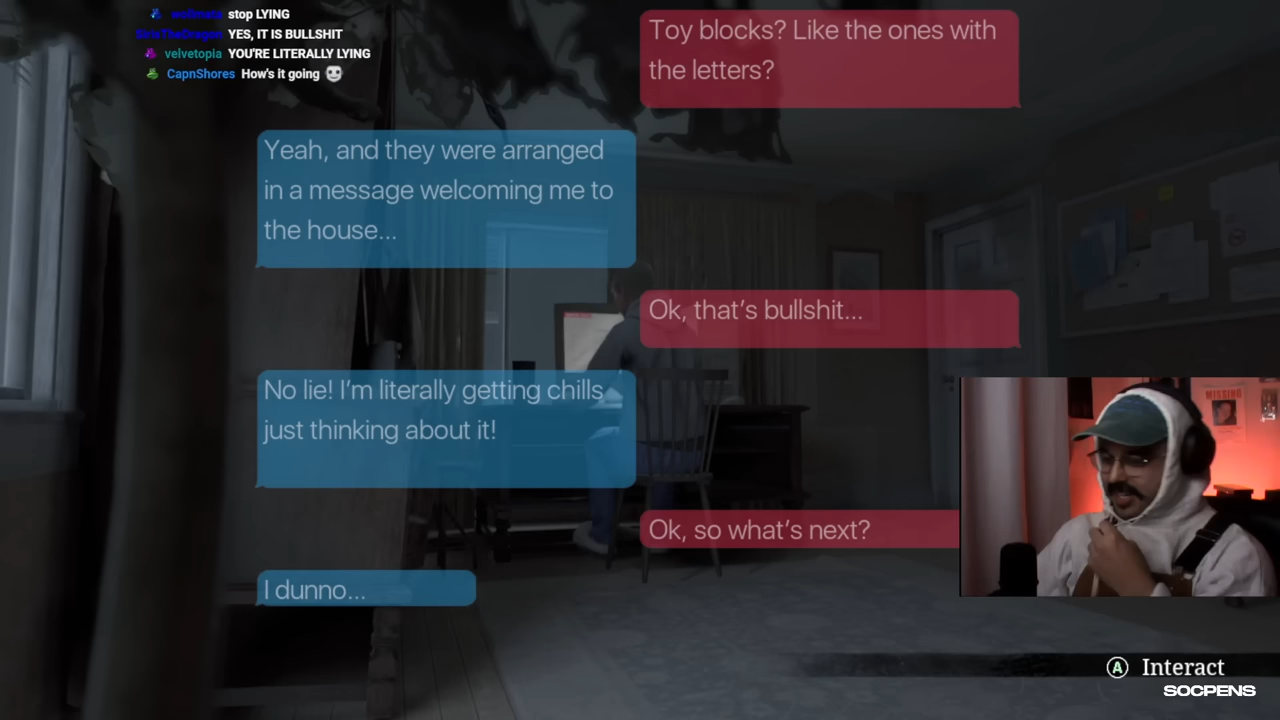 wolfmate stop LYING
SirisTheDragon YES, IT IS BULLSHIT
velvetopia YOU'RE LITERALLY LYING
CapnShores How's it going
Toy blocks? Like the ones with
the letters?
Yeah, and they were arranged
in a message welcoming me to
the house...
Ok, that's bullshit...
No lie! I'm literally getting chills
just thinking about it!
Ok, so what's next?
I dunno...
MISSING
A Interact
SOCPENS